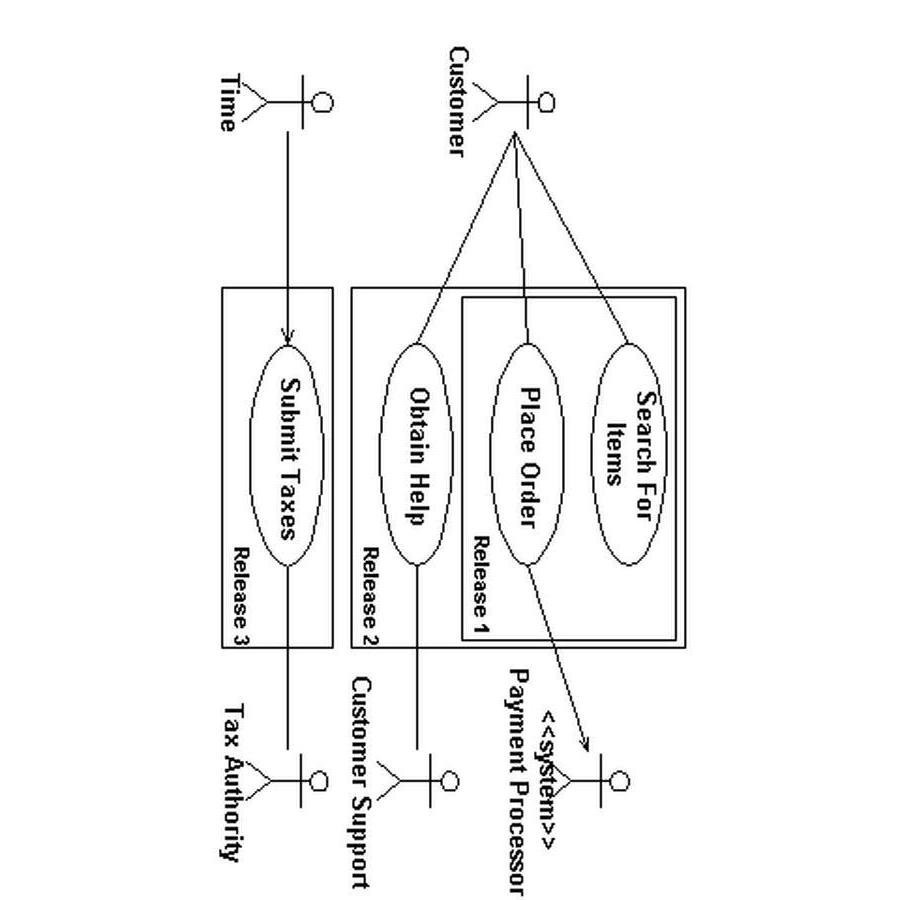 Search For
Items
Customer
Place Order
Release 1
<<system>>
Payment Processor
Obtain Help
Release 2
Customer Support
Time
Submit Taxes
Release 3
Tax Authority